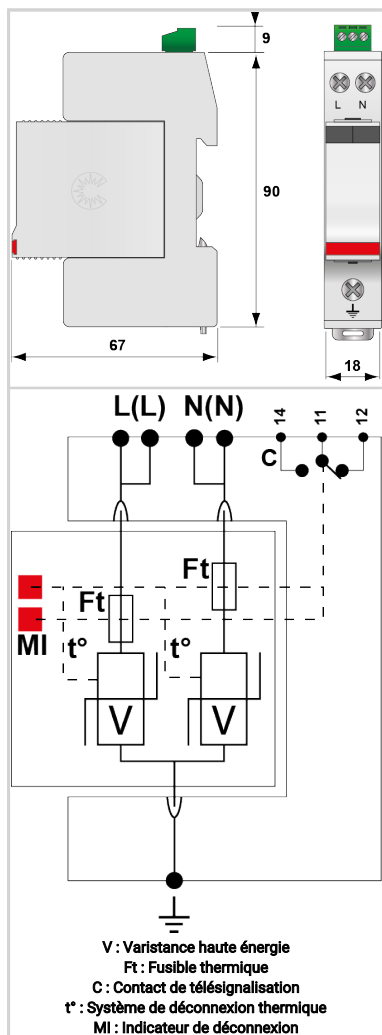 9
L N
90
67
18
L(L) N(N)
14 11 12
C
Ft
Ft
MI
t° t°
V V
V : Varistance haute énergie
Ft : Fusible thermique
C : Contact de télésignalisation
t° : Système de déconnexion thermique
MI : Indicateur de déconnexion